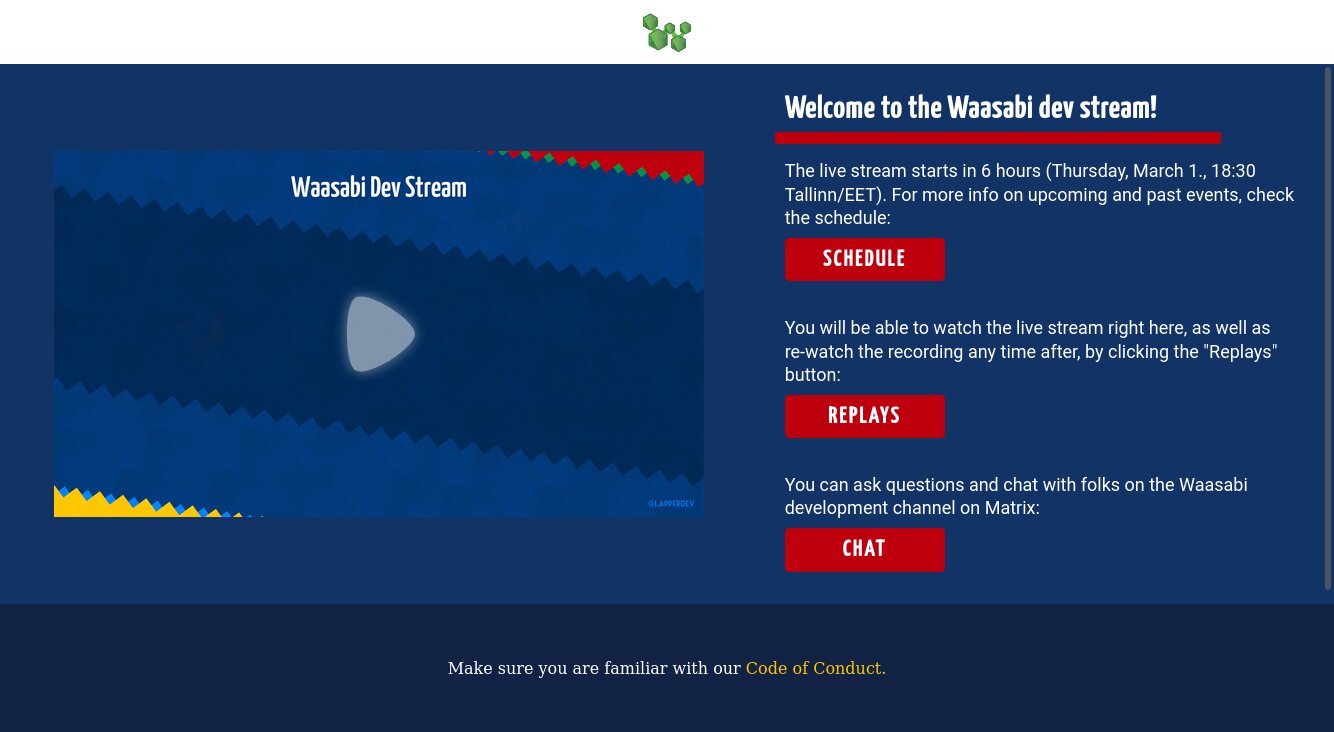 Waasabi Dev Stream
@LAPPERDEV
Welcome to the Waasabi dev stream!
The live stream starts in 6 hours (Thursday, March 1., 18:30
Tallinn/EET). For more info on upcoming and past events, check
the schedule:
SCHEDULE
You will be able to watch the live stream right here, as well as
re-watch the recording any time after, by clicking the "Replays"
button:
REPLAYS
You can ask questions and chat with folks on the Waasabi
development channel on Matrix:
CHAT
Make sure you are familiar with our Code of Conduct.